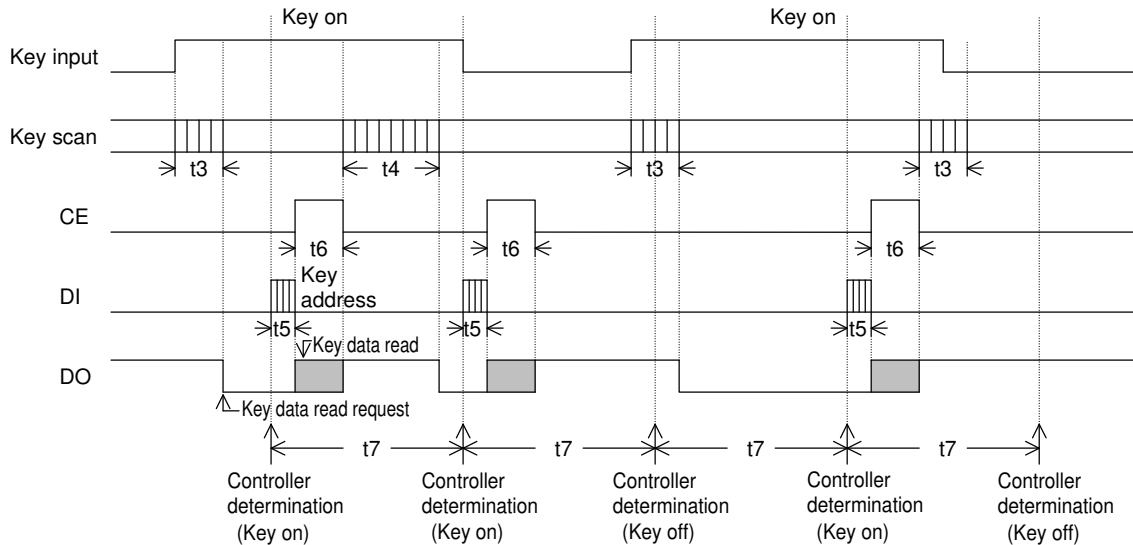 Key on
Key on
Key input
Key scan
t3
t4
t3
t3
CE
t6
t6
t6
Key
address
DI
t5
t5
t5
Key data read
DO
Key data read request
t7
t7
t7
t7
Controller
determination
(Key on)
Controller
determination
(Key on)
Controller
determination
(Key off)
Controller
determination
(Key on)
Controller
determination
(Key off)